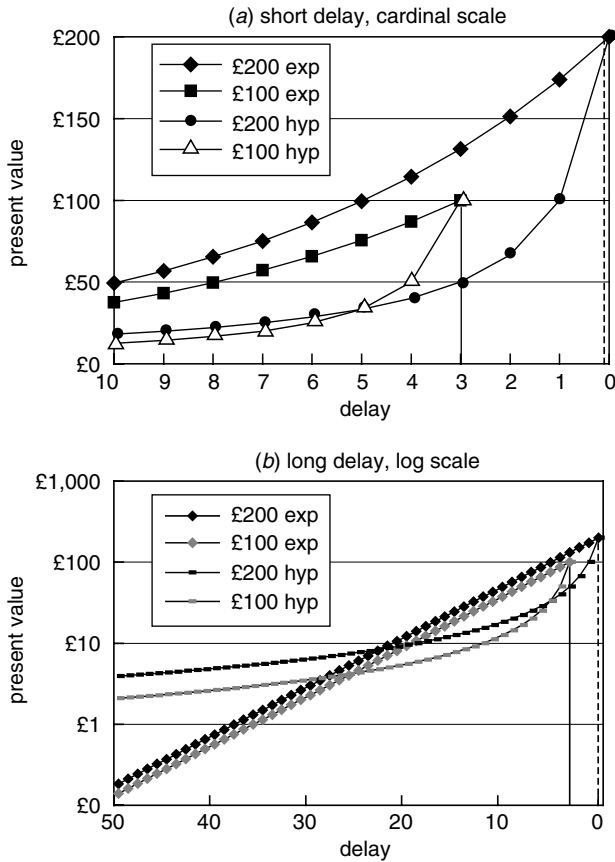 (a) short delay, cardinal scale
£200
£150
£100
£50
£0
present value
£200 exp
£100 exp
£200 hyp
£100 hyp
10 9 8 7 6 5 4 3 2 1 0
delay
(b) long delay, log scale
£1,000
£100
£10
£1
£0
present value
£200 exp
£100 exp
£200 hyp
£100 hyp
50 40 30 20 10 0
delay